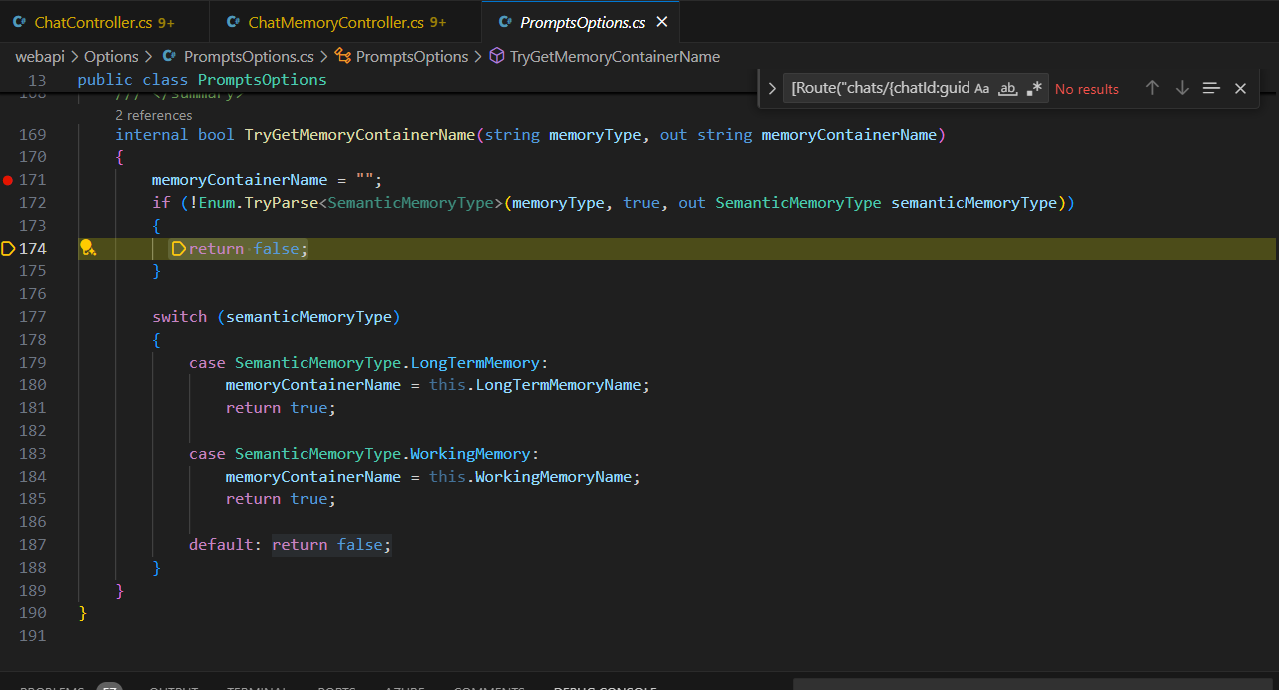 ChatController.cs 9+ ChatMemoryController.cs 9+ PromptsOptions.cs
webapi > Options > PromptsOptions.cs > PromptsOptions > TryGetMemoryContainerName
13 public class PromptsOptions
[Route("chats/{chatId:guid Aa ab .* No results
168 /// </summary>
2 references
169 internal bool TryGetMemoryContainerName(string memoryType, out string memoryContainerName)
170 {
171 memoryContainerName = "";
172 if (!Enum.TryParse<SemanticMemoryType>(memoryType, true, out SemanticMemoryType semanticMemoryType))
173 {
174 return false;
175 }
176
177 switch (semanticMemoryType)
178 {
179 case SemanticMemoryType.LongTermMemory:
180 memoryContainerName = this.LongTermMemoryName;
181 return true;
182
183 case SemanticMemoryType.WorkingMemory:
184 memoryContainerName = this.WorkingMemoryName;
185 return true;
186
187 default: return false;
188 }
189 }
190 }
191
PROBLEMS 57 OUTPUT TERMINAL PORTS AZURE COMMENTS DEBUG CONSOLE